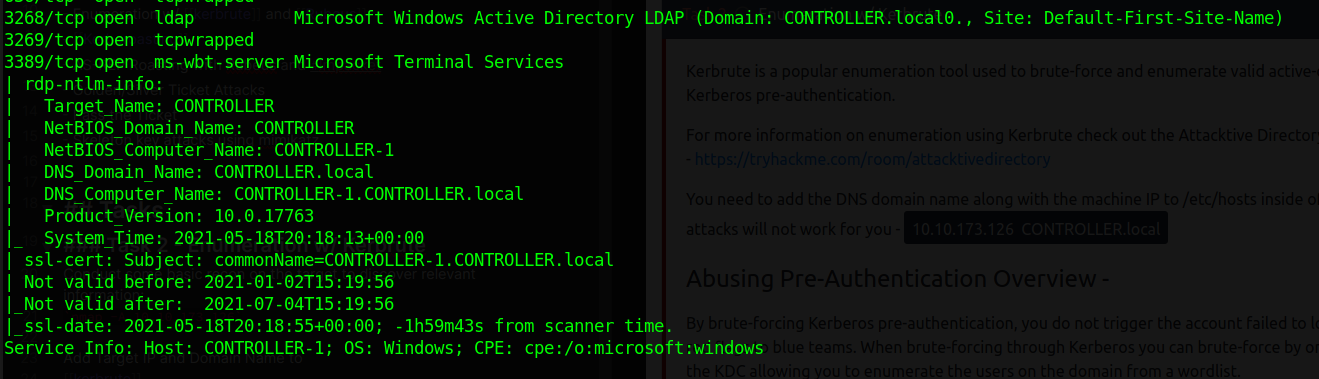 3268/tcp open  ldap          Microsoft Windows Active Directory LDAP (Domain: CONTROLLER.local0., Site: Default-First-Site-Name)
3269/tcp open  tcpwrapped
3389/tcp open  ms-wbt-server Microsoft Terminal Services
| rdp-ntlm-info:
|   Target_Name: CONTROLLER
|   NetBIOS_Domain_Name: CONTROLLER
|   NetBIOS_Computer_Name: CONTROLLER-1
|   DNS_Domain_Name: CONTROLLER.local
|   DNS_Computer_Name: CONTROLLER-1.CONTROLLER.local
|   Product_Version: 10.0.17763
|_  System_Time: 2021-05-18T20:18:13+00:00
| ssl-cert: Subject: commonName=CONTROLLER-1.CONTROLLER.local
| Not valid before: 2021-01-02T15:19:56
|_Not valid after:  2021-07-04T15:19:56
|_ssl-date: 2021-05-18T20:18:55+00:00; -1h59m43s from scanner time.
Service Info: Host: CONTROLLER-1; OS: Windows; CPE: cpe:/o:microsoft:windows
Kerbrute is a popular enumeration tool used to brute-force and enumerate valid active-
Kerberos pre-authentication.
For more information on enumeration using Kerbrute check out the Attacktive Directory
- https://tryhackme.com/room/attacktivedirectory
You need to add the DNS domain name along with the machine IP to /etc/hosts inside
attacks will not work for you - 10.10.173.126 CONTROLLER.local
Abusing Pre-Authentication Overview -
By brute-forcing Kerberos pre-authentication, you do not trigger the account failed to
to blue teams. When brute-forcing through Kerberos you can brute-force by
the KDC allowing you to enumerate the users on the domain from a wordlist.